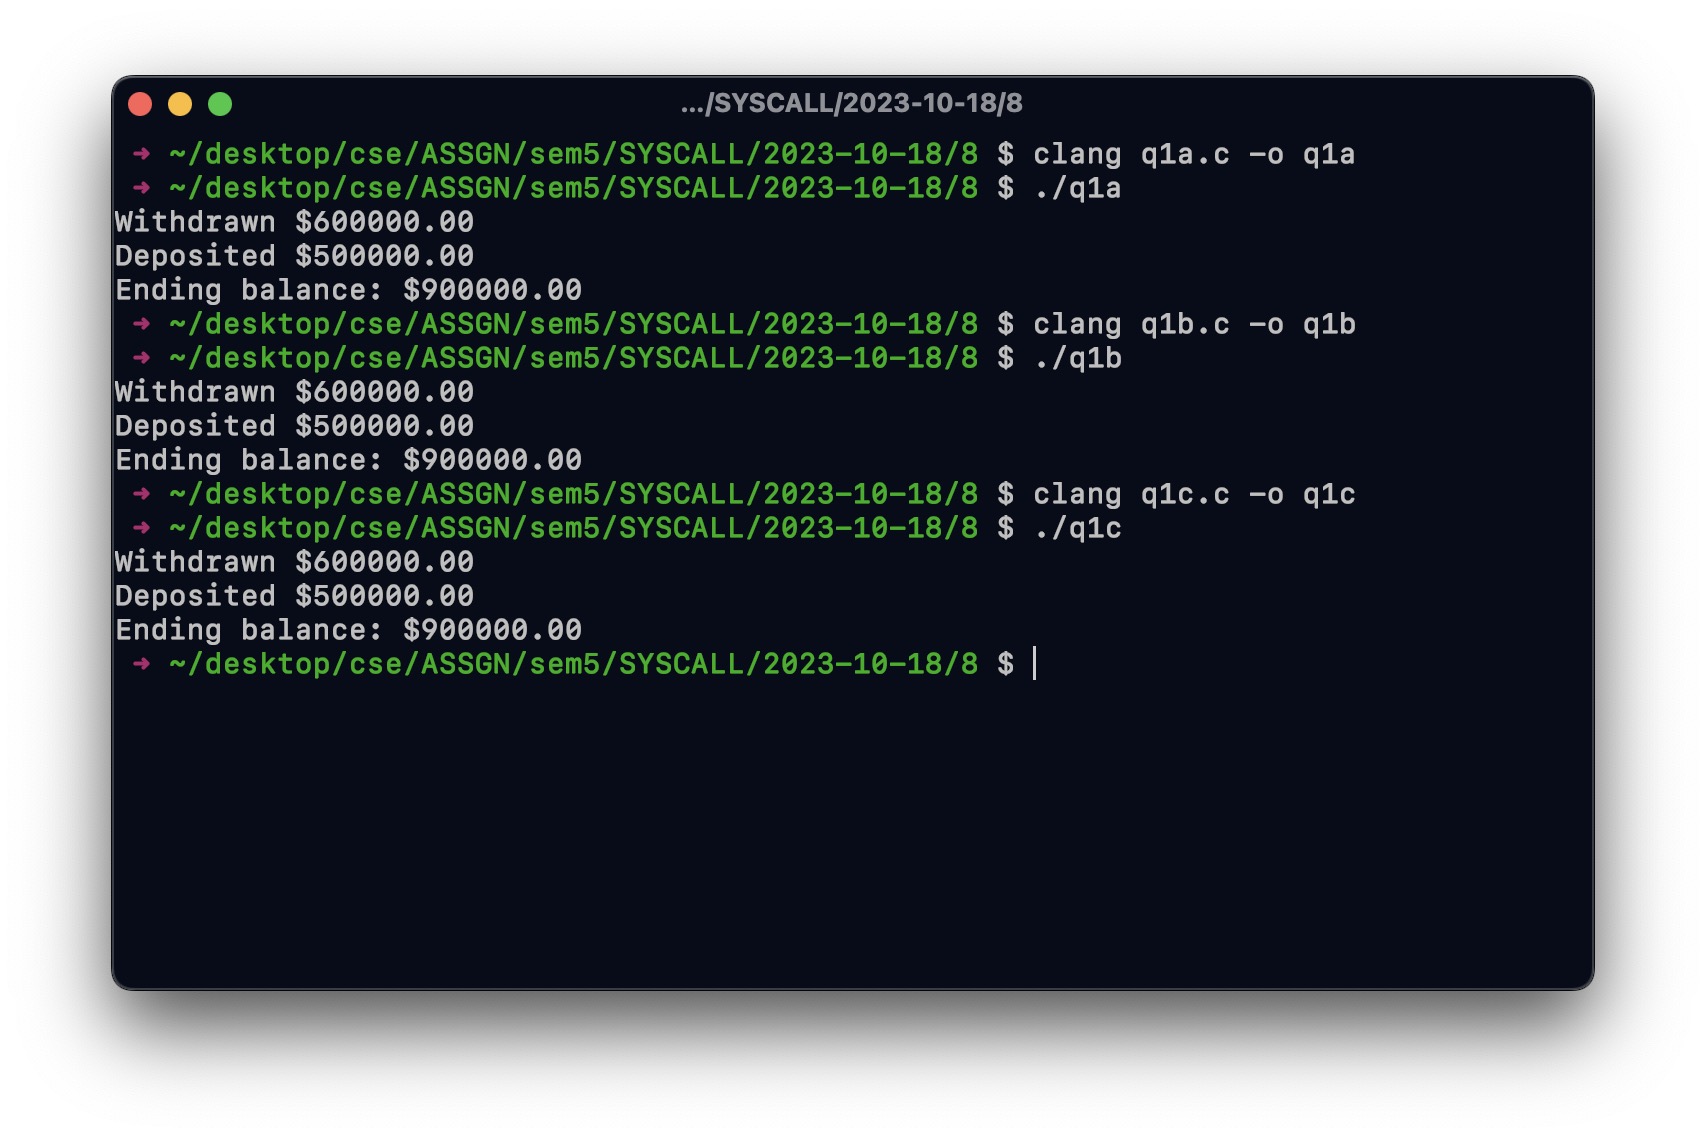 .../SYSCALL/2023-10-18/8
➜ ~/desktop/cse/ASSGN/sem5/SYSCALL/2023-10-18/8 $ clang q1a.c -o q1a
➜ ~/desktop/cse/ASSGN/sem5/SYSCALL/2023-10-18/8 $ ./q1a
Withdrawn $600000.00
Deposited $500000.00
Ending balance: $900000.00
➜ ~/desktop/cse/ASSGN/sem5/SYSCALL/2023-10-18/8 $ clang q1b.c -o q1b
➜ ~/desktop/cse/ASSGN/sem5/SYSCALL/2023-10-18/8 $ ./q1b
Withdrawn $600000.00
Deposited $500000.00
Ending balance: $900000.00
➜ ~/desktop/cse/ASSGN/sem5/SYSCALL/2023-10-18/8 $ clang q1c.c -o q1c
➜ ~/desktop/cse/ASSGN/sem5/SYSCALL/2023-10-18/8 $ ./q1c
Withdrawn $600000.00
Deposited $500000.00
Ending balance: $900000.00
➜ ~/desktop/cse/ASSGN/sem5/SYSCALL/2023-10-18/8 $